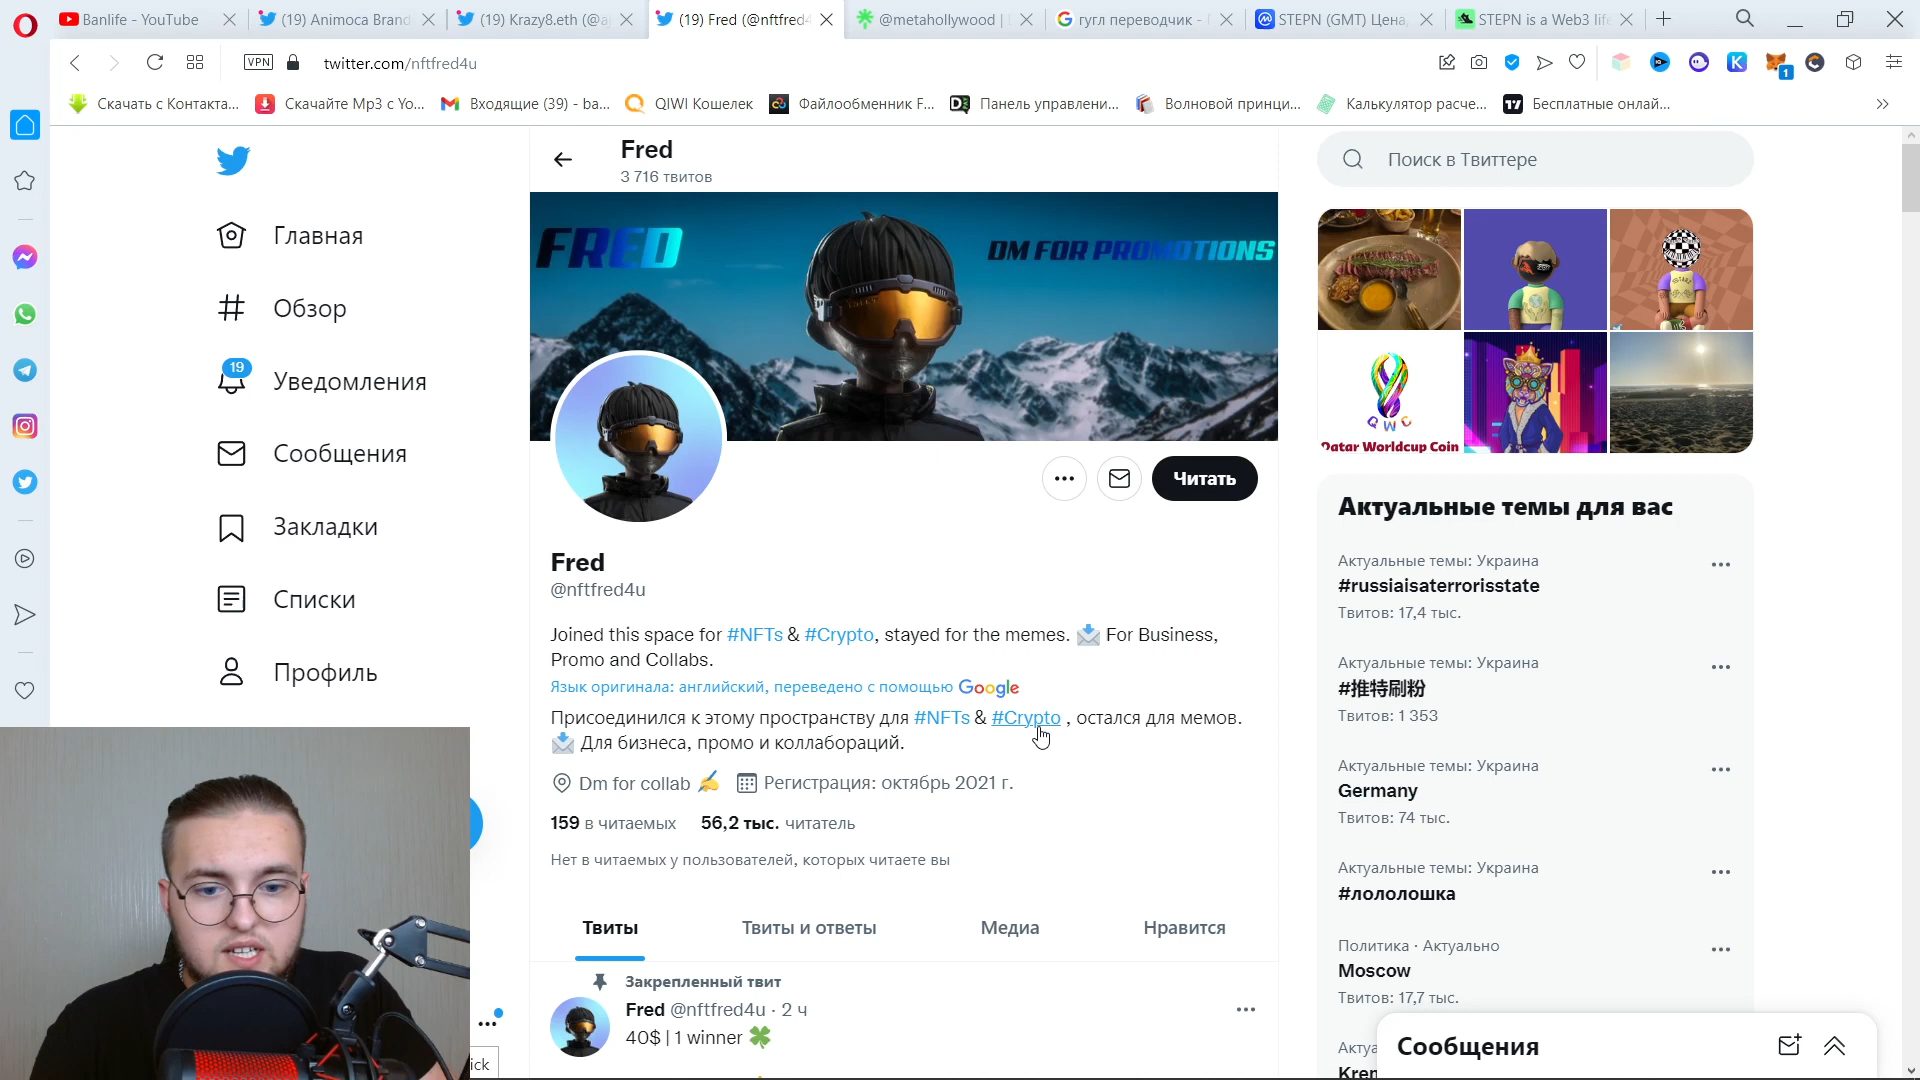 Banlife - YouTube
(19) Animoca Brand
(19) Krazy8.eth (@a
(19) Fred (@nftfred4
@metahollywood |
гугл переводчик -
STEPN (GMT) Цена,
STEPN is a Web3 life
VPN
twitter.com/nftfred4u
1
Скачать с Контакта...
Скачайте Mp3 с Yo...
Входящие (39) - ba...
QIWI Кошелек
Файлообменник F...
Панель управлени...
Волновой принци...
Калькулятор расче...
Бесплатные онлай...
Fred
3 716 твитов
Поиск в Твиттере
Главная
Обзор
19
Уведомления
Сообщения
Закладки
Списки
Профиль
FRED
DM FOR PROMOTIONS
Читать
Fred
@nftfred4u
Joined this space for #NFTs & #Crypto, stayed for the memes. 📩 For Business,
Promo and Collabs.
Язык оригинала: английский, переведено с помощью Google
Присоединился к этому пространству для #NFTs & #Crypto , остался для мемов.
📩 Для бизнеса, промо и коллабораций.
Dm for collab ✍ Регистрация: октябрь 2021 г.
159 в читаемых 56,2 тыс. читатель
Нет в читаемых у пользователей, которых читаете вы
Твиты
Твиты и ответы
Медиа
Нравится
Закрепленный твит
Fred @nftfred4u · 2 ч
40$ | 1 winner 🍀
ick
QWC
Qatar Worldcup Coin
Актуальные темы для вас
Актуальные темы: Украина
#russiaisaterrorisstate
Твитов: 17,4 тыс.
Актуальные темы: Украина
#推特刷粉
Твитов: 1 353
Актуальные темы: Украина
Germany
Твитов: 74 тыс.
Актуальные темы: Украина
#лололошка
Политика · Актуально
Moscow
Твитов: 17,7 тыс.
Актуа
Krem
Сообщения